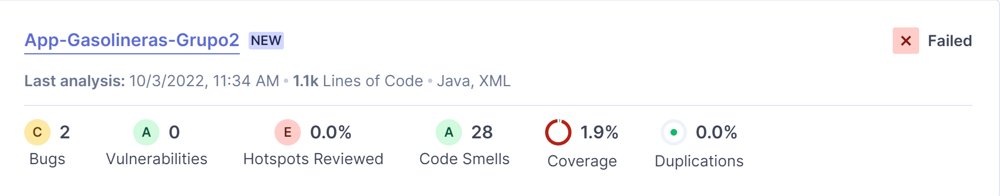 App-Gasolineras-Grupo2 NEW Failed
Last analysis: 10/3/2022, 11:34 AM • 1.1k Lines of Code • Java, XML
C 2 A 0 E 0.0% A 28 1.9% 0.0%
Bugs Vulnerabilities Hotspots Reviewed Code Smells Coverage Duplications